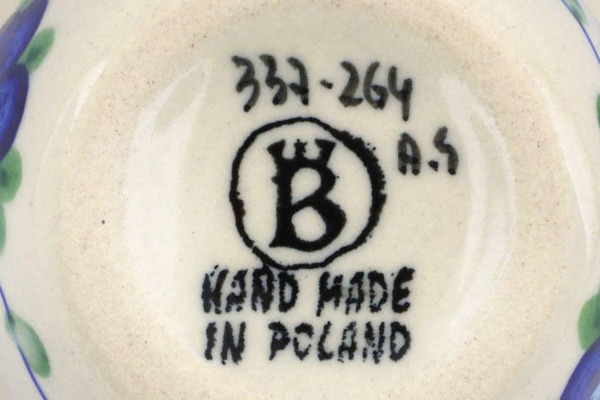 337-264
A.S
B
HAND MADE
IN POLAND